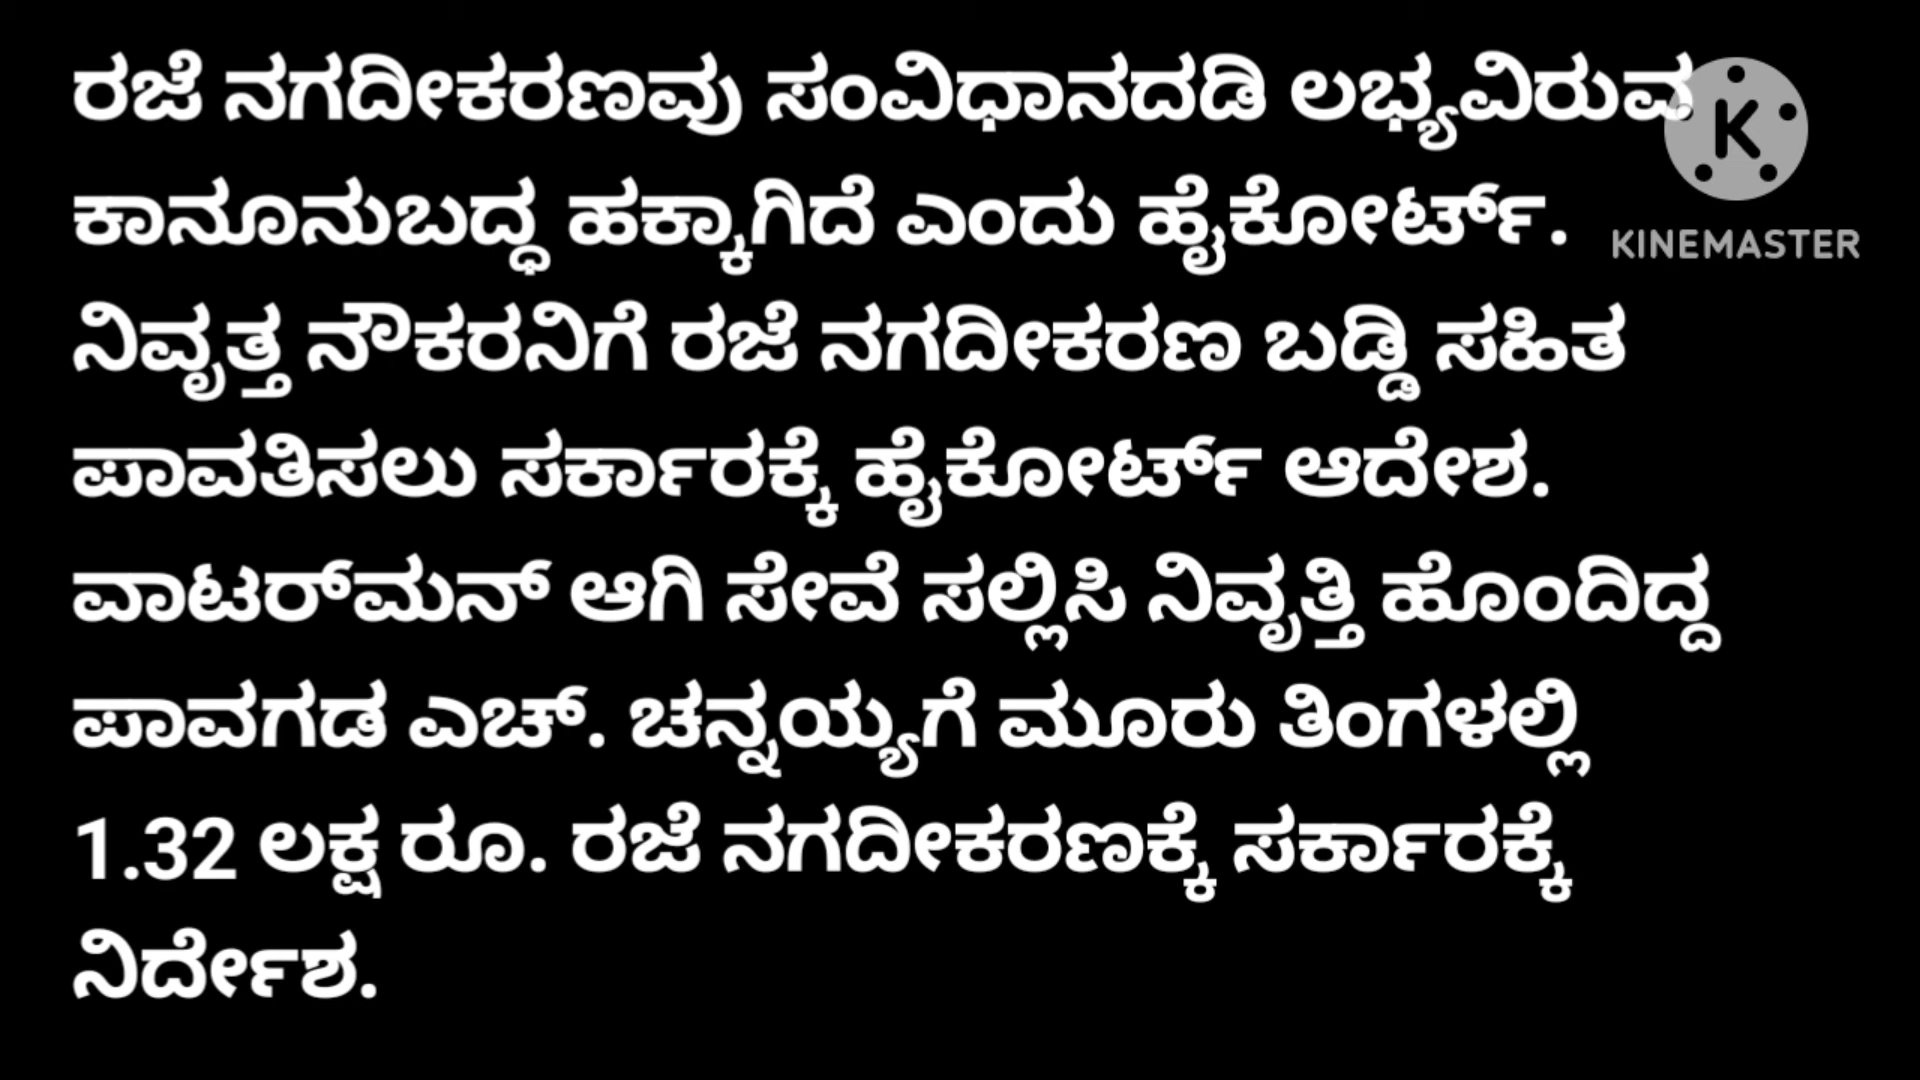 ರಜೆ ನಗದೀಕರಣವು ಸಂವಿಧಾನದಡಿ ಲಭ್ಯವಿರುವ
ಕಾನೂನುಬದ್ಧ ಹಕ್ಕಾಗಿದೆ ಎಂದು ಹೈಕೋರ್ಟ್.
KINEMASTER
ನಿವೃತ್ತ ನೌಕರನಿಗೆ ರಜೆ ನಗದೀಕರಣ ಬಡ್ಡಿ ಸಹಿತ
ಪಾವತಿಸಲು ಸರ್ಕಾರಕ್ಕೆ ಹೈಕೋರ್ಟ್ ಆದೇಶ.
ವಾಟರ್‌ಮನ್ ಆಗಿ ಸೇವೆ ಸಲ್ಲಿಸಿ ನಿವೃತ್ತಿ ಹೊಂದಿದ್ದ
ಪಾವಗಡ ಎಚ್. ಚನ್ನಯ್ಯಗೆ ಮೂರು ತಿಂಗಳಲ್ಲಿ
1.32 ಲಕ್ಷ ರೂ. ರಜೆ ನಗದೀಕರಣಕ್ಕೆ ಸರ್ಕಾರಕ್ಕೆ
ನಿರ್ದೇಶ.